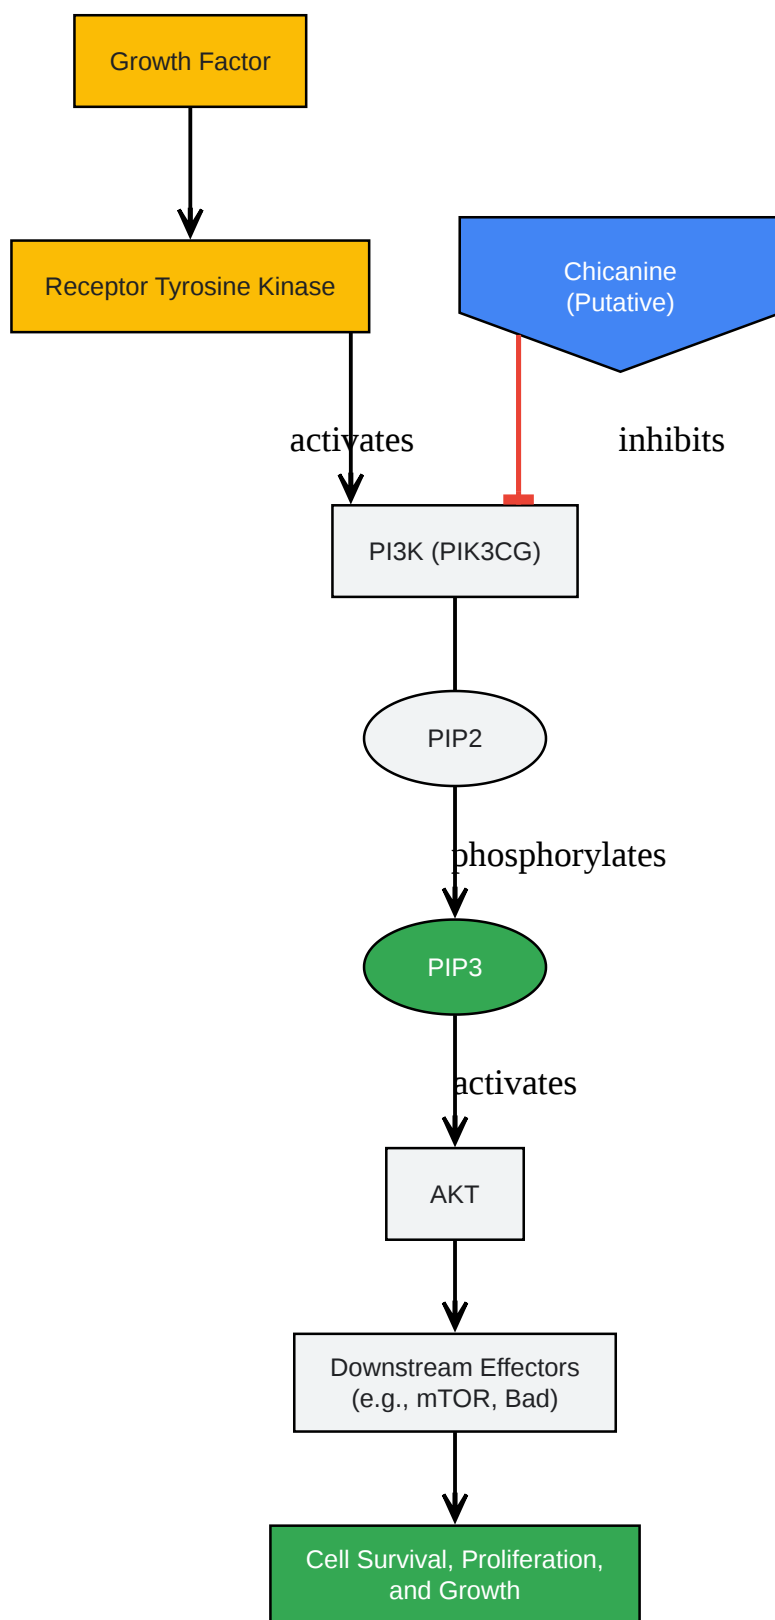 Growth Factor
Receptor Tyrosine Kinase
Chicanine
(Putative)
activates
inhibits
PI3K (PIK3CG)
PIP2
phosphorylates
PIP3
activates
AKT
Downstream Effectors
(e.g., mTOR, Bad)
Cell Survival, Proliferation,
and Growth